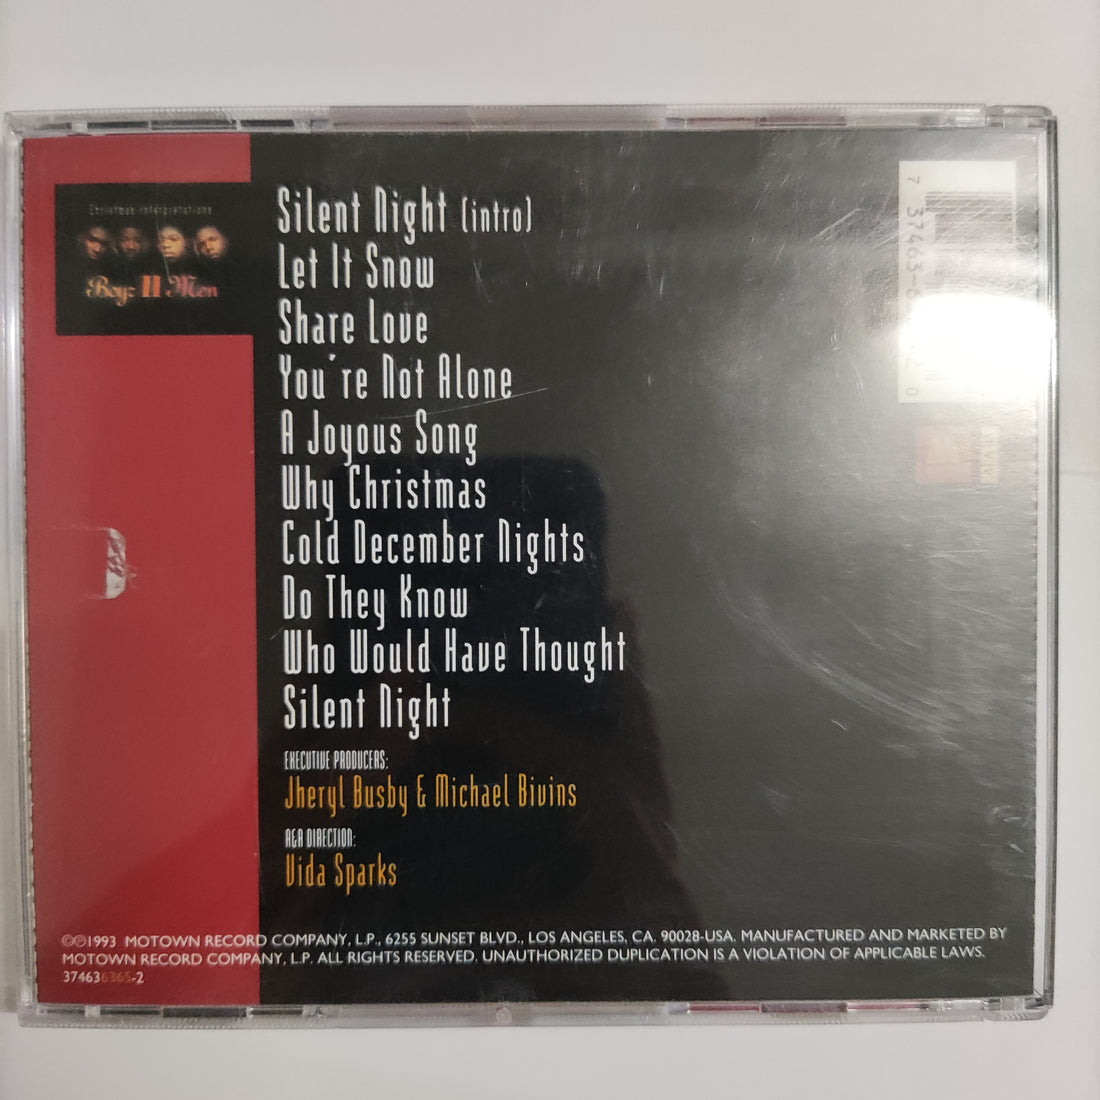 Christmas Interpretations
Boyz II Men
Silent Night (intro)
Let It Snow
Share Love
You're Not Alone
A Joyous Song
Why Christmas
Cold December Nights
Do They Know
Who Would Have Thought
Silent Night
EXECUTIVE PRODUCERS:
Jheryl Busby & Michael Bivins
A&R DIRECTION:
Vida Sparks
©℗1993 MOTOWN RECORD COMPANY, L.P., 6255 SUNSET BLVD., LOS ANGELES, CA. 90028-USA. MANUFACTURED AND MARKETED BY
MOTOWN RECORD COMPANY, L.P. ALL RIGHTS RESERVED. UNAUTHORIZED DUPLICATION IS A VIOLATION OF APPLICABLE LAWS.
374636365-2
7 37463